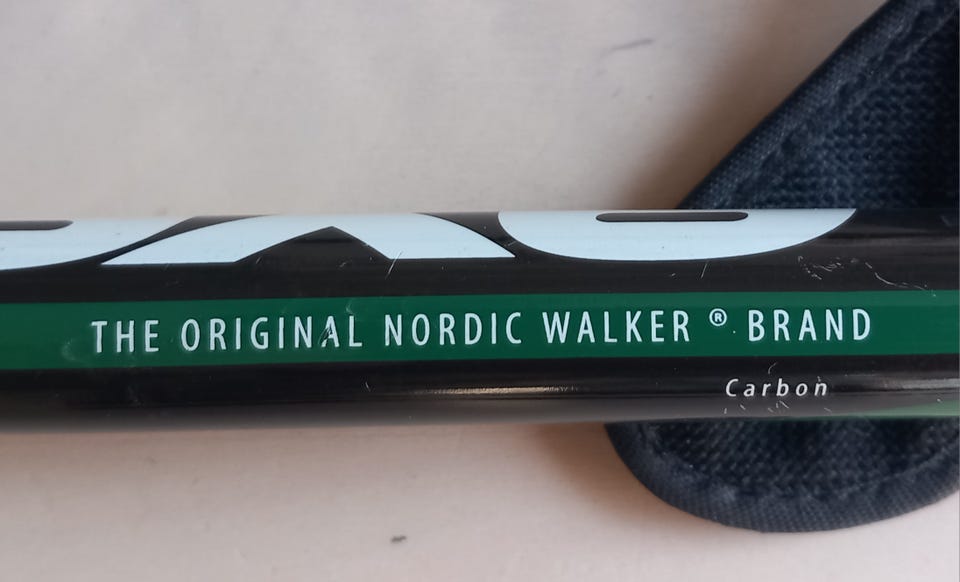 THE ORIGINAL NORDIC WALKER ® BRAND
Carbon